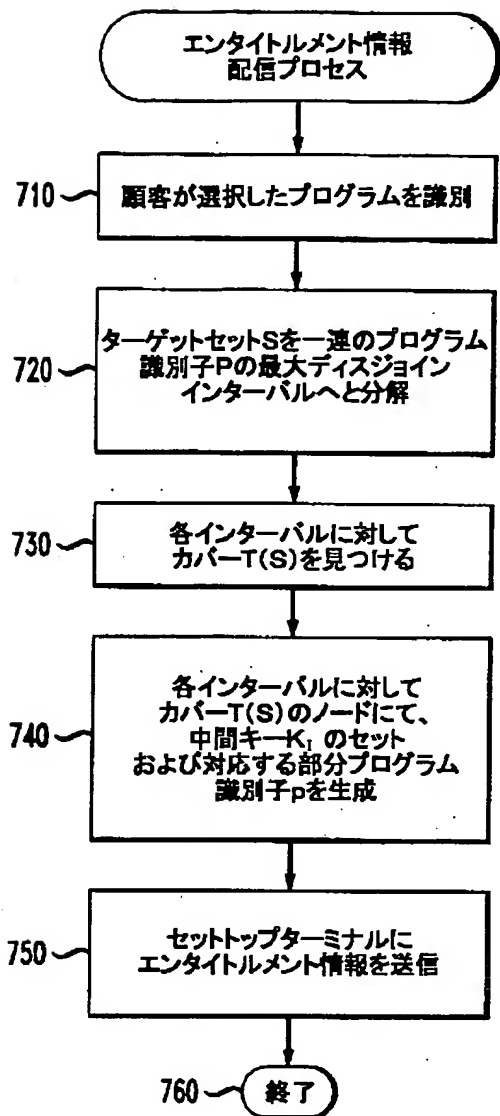 エンタイトルメント情報
配信プロセス
710
顧客が選択したプログラムを識別
720
ターゲットセットSを一連のプログラム
識別子Pの最大ディスジョイン
インターバルへと分解
730
各インターバルに対して
カバーT(S)を見つける
740
各インターバルに対して
カバーT(S)のノードにて、
中間キーK_I のセット
および対応する部分プログラム
識別子pを生成
750
セットトップターミナルに
エンタイトルメント情報を送信
760
終了